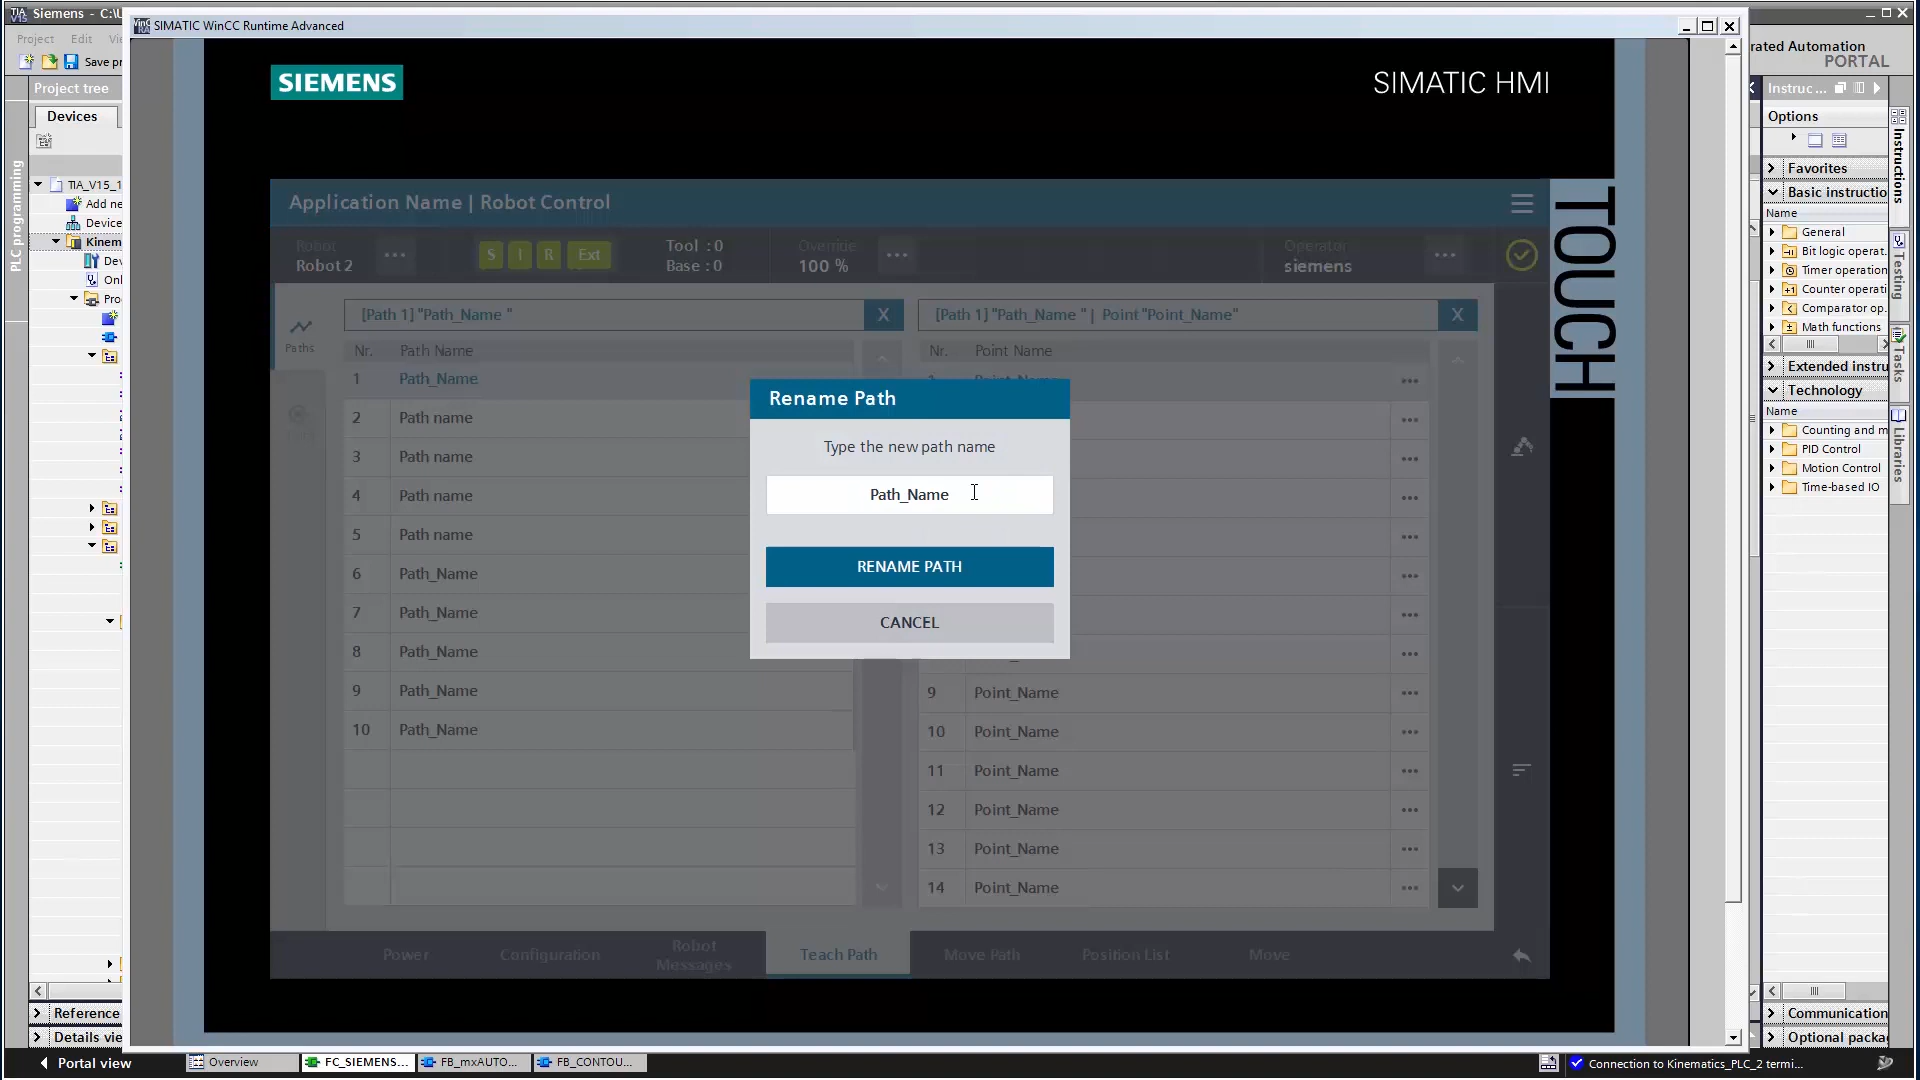 Siemens - C:\U
SIMATIC WinCC Runtime Advanced
Project Edit
Save pr
rated Automation
PORTAL
Project tree
Devices
PLC programming
TIA_V15_1
Add ne
Device
Kinem
Dev
Onl
Pro
Reference
Details vie
SIEMENS
SIMATIC HMI
TOUCH
Application Name | Robot Control
Robot
Robot 2
S I R Ext
Tool : 0
Base : 0
Override
100 %
Operator
siemens
Paths
[Path 1] "Path_Name "
X
Nr. Path Name
1 Path_Name
2 Path name
3 Path name
4 Path name
5 Path name
6 Path_Name
7 Path_Name
8 Path_Name
9 Path_Name
10 Path_Name
[Path 1] "Path_Name " | Point "Point_Name"
X
Nr. Point Name
9 Point_Name
10 Point_Name
11 Point_Name
12 Point_Name
13 Point_Name
14 Point_Name
Rename Path
Type the new path name
Path_Name
RENAME PATH
CANCEL
Power
Configuration
Robot
Messages
Teach Path
Move Path
Position List
Move
Instruc...
Options
Favorites
Basic instructio
Name
General
Bit logic operat.
Timer operation
Counter operati
Comparator op.
Math functions
Extended instru
Technology
Name
Counting and m
PID Control
Motion Control
Time-based IO
Communication
Optional packag
Instructions
Testing
Tasks
Libraries
Portal view
Overview
FC_SIEMENS...
FB_mxAUTO...
FB_CONTOU...
Connection to Kinematics_PLC_2 termi...